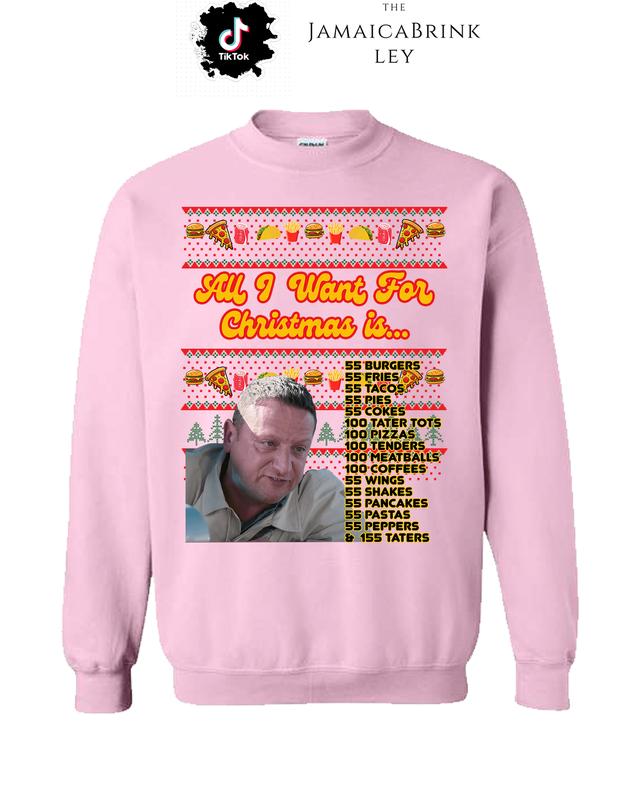 THE
JAMAICABRINK
LEY
TikTok
All I Want For
Christmas is...
55 BURGERS
55 FRIES
55 TACOS
55 PIES
55 COKES
100 TATER TOTS
100 PIZZAS
100 TENDERS
100 MEATBALLS
100 COFFEES
55 WINGS
55 SHAKES
55 PANCAKES
55 PASTAS
55 PEPPERS
& 155 TATERS